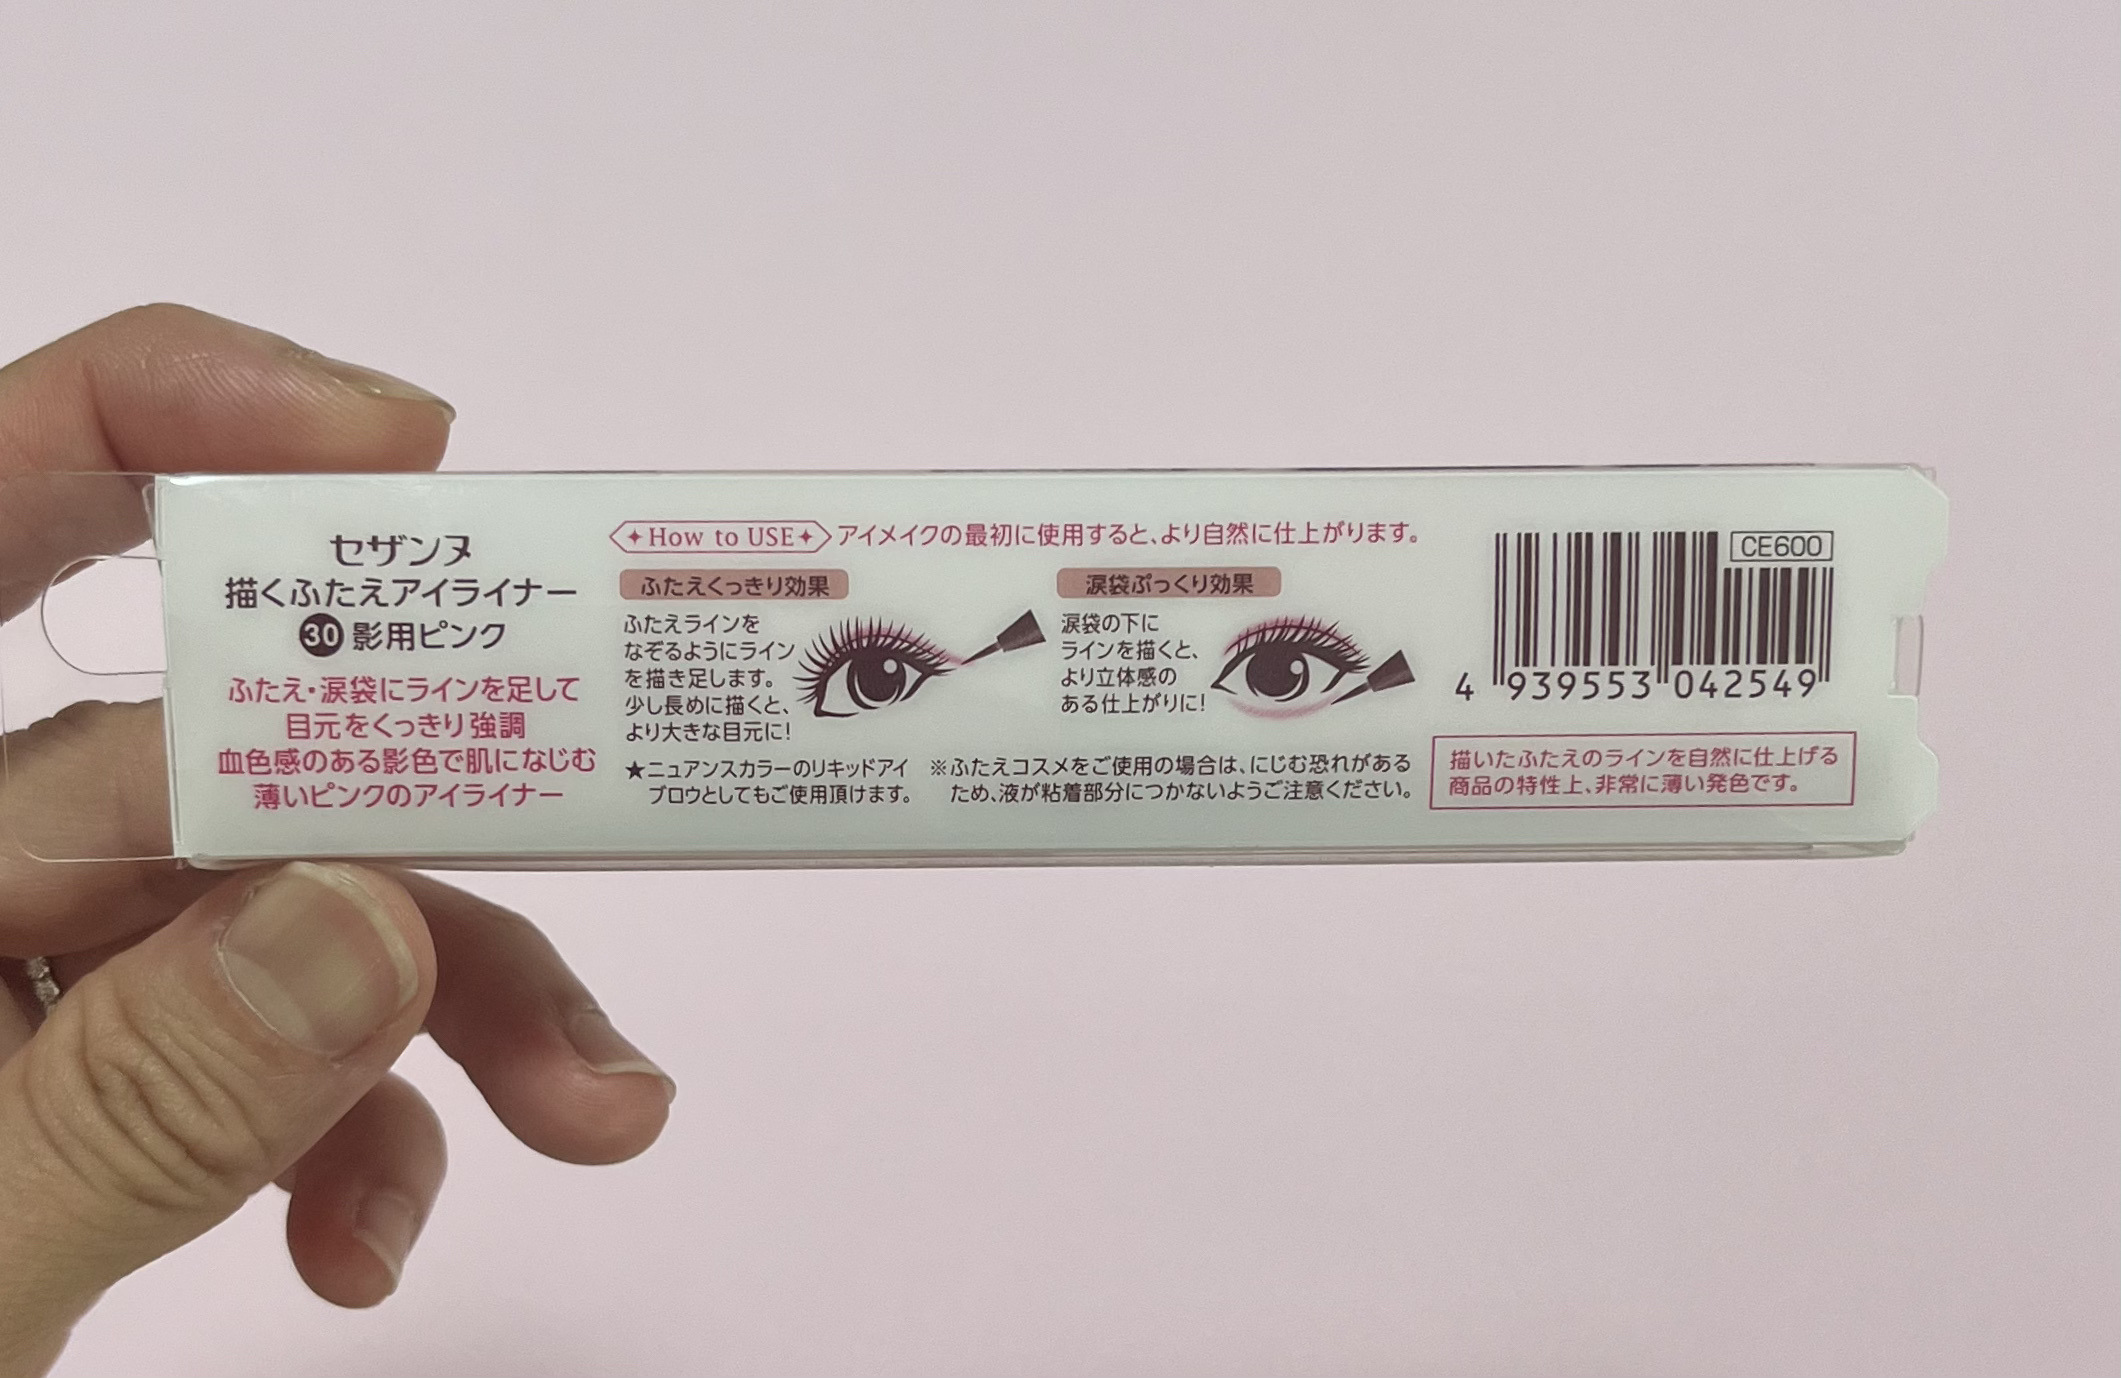 セザンヌ
描くふたえアイライナー
30 影用ピンク
ふたえ・涙袋にラインを足して
目元をくっきり強調
血色感のある影色で肌になじむ
薄いピンクのアイライナー
✦How to USE✦ アイメイクの最初に使用すると、より自然に仕上がります。
ふたえくっきり効果
ふたえラインを
なぞるようにライン
を描き足します。
少し長めに描くと、
より大きな目元に!
涙袋ぷっくり効果
涙袋の下に
ラインを描くと、
より立体感の
ある仕上がりに!
★ニュアンスカラーのリキッドアイ
ブロウとしてもご使用頂けます。
※ふたえコスメをご使用の場合は、にじむ恐れがある
ため、液が粘着部分につかないようご注意ください。
CE600
4 939553 042549
描いたふたえのラインを自然に仕上げる
商品の特性上、非常に薄い発色です。